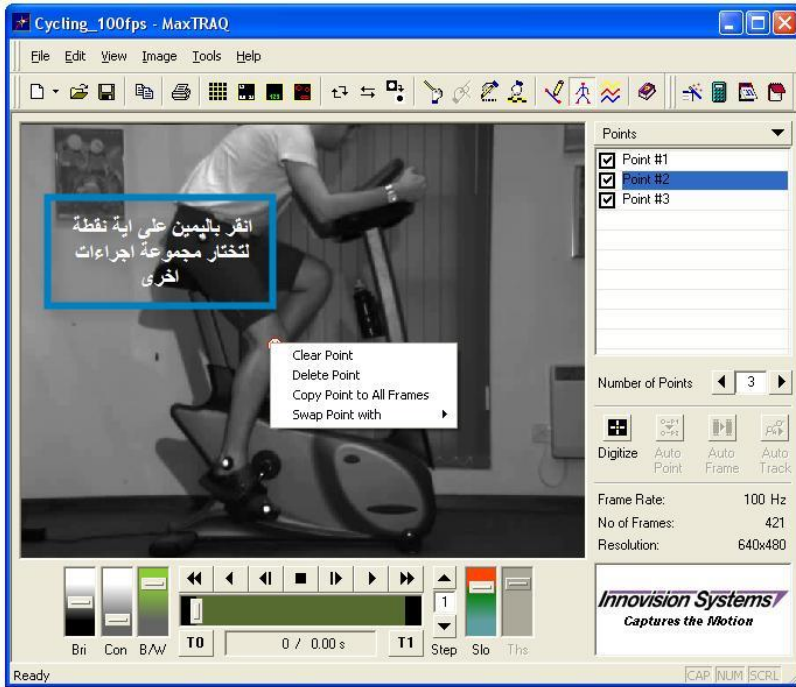 Cycling_100fps - MaxTRAQ
File Edit View Image Tools Help
Points
Point #1
Point #2
Point #3
انقر باليمين على اية نقطة
لتختار مجموعة اجراءات
اخرى
Clear Point
Delete Point
Copy Point to All Frames
Swap Point with
Number of Points 3
Digitize Auto Point Auto Frame Auto Track
Frame Rate: 100 Hz
No of Frames: 421
Resolution: 640x480
1
Bri Con B/W T0 0 / 0.00 s T1 Step Slo Ths
Innovision Systems
Captures the Motion
Ready CAP NUM SCRL